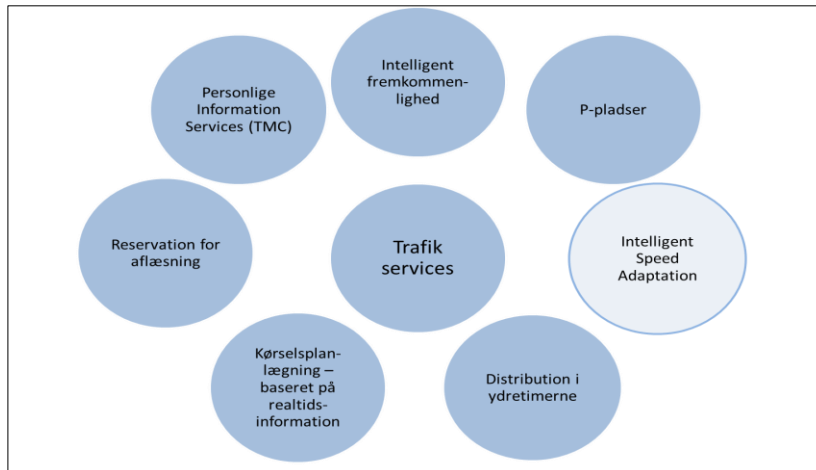 Intelligent
fremkommen-
lighed
Personlige
Information
Services (TMC)
P-pladser
Reservation for
aflæsning
Trafik
services
Intelligent
Speed
Adaptation
Kørselsplan-
lægning –
baseret på
realtids-
information
Distribution i
ydretimerne